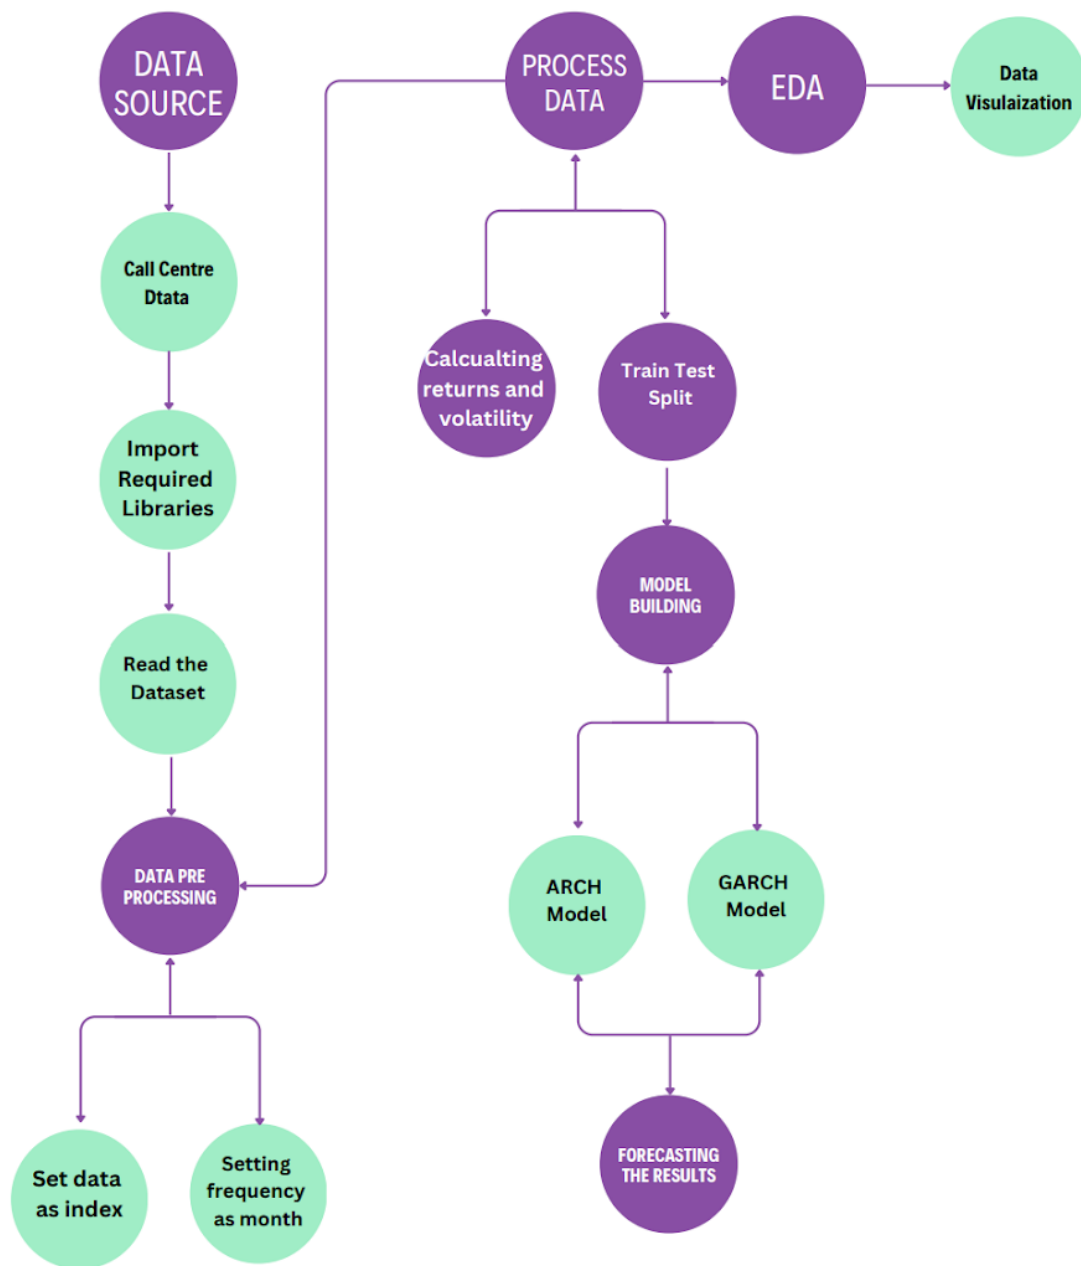 DATA
SOURCE
Call Centre
Dtata
Import
Required
Libraries
Read the
Dataset
DATA PRE
PROCESSING
Set data
as index
Setting
frequency
as month
PROCESS
DATA
EDA
Data
Visulaization
Calcualting
returns and
volatility
Train Test
Split
MODEL
BUILDING
ARCH
Model
GARCH
Model
FORECASTING
THE RESULTS